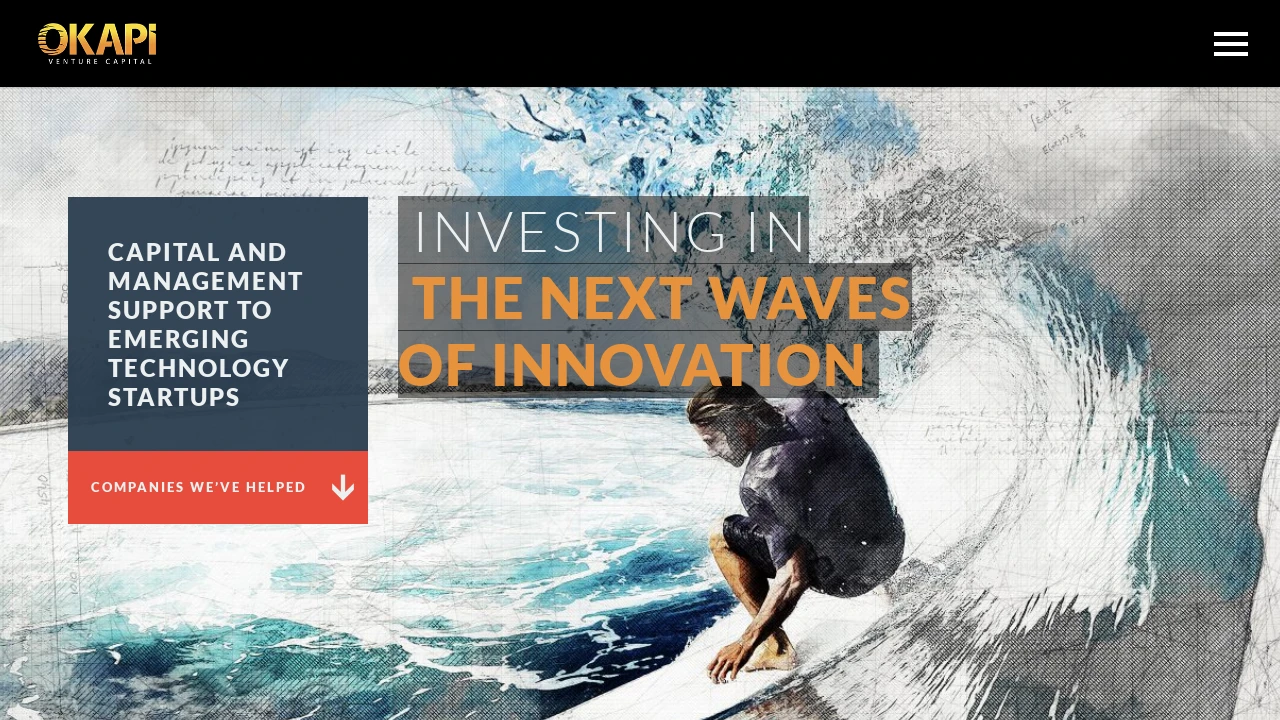 OKAPi
VENTURE CAPITAL
CAPITAL AND
MANAGEMENT
SUPPORT TO
EMERGING
TECHNOLOGY
STARTUPS
COMPANIES WE'VE HELPED
INVESTING IN
THE NEXT WAVES
OF INNOVATION